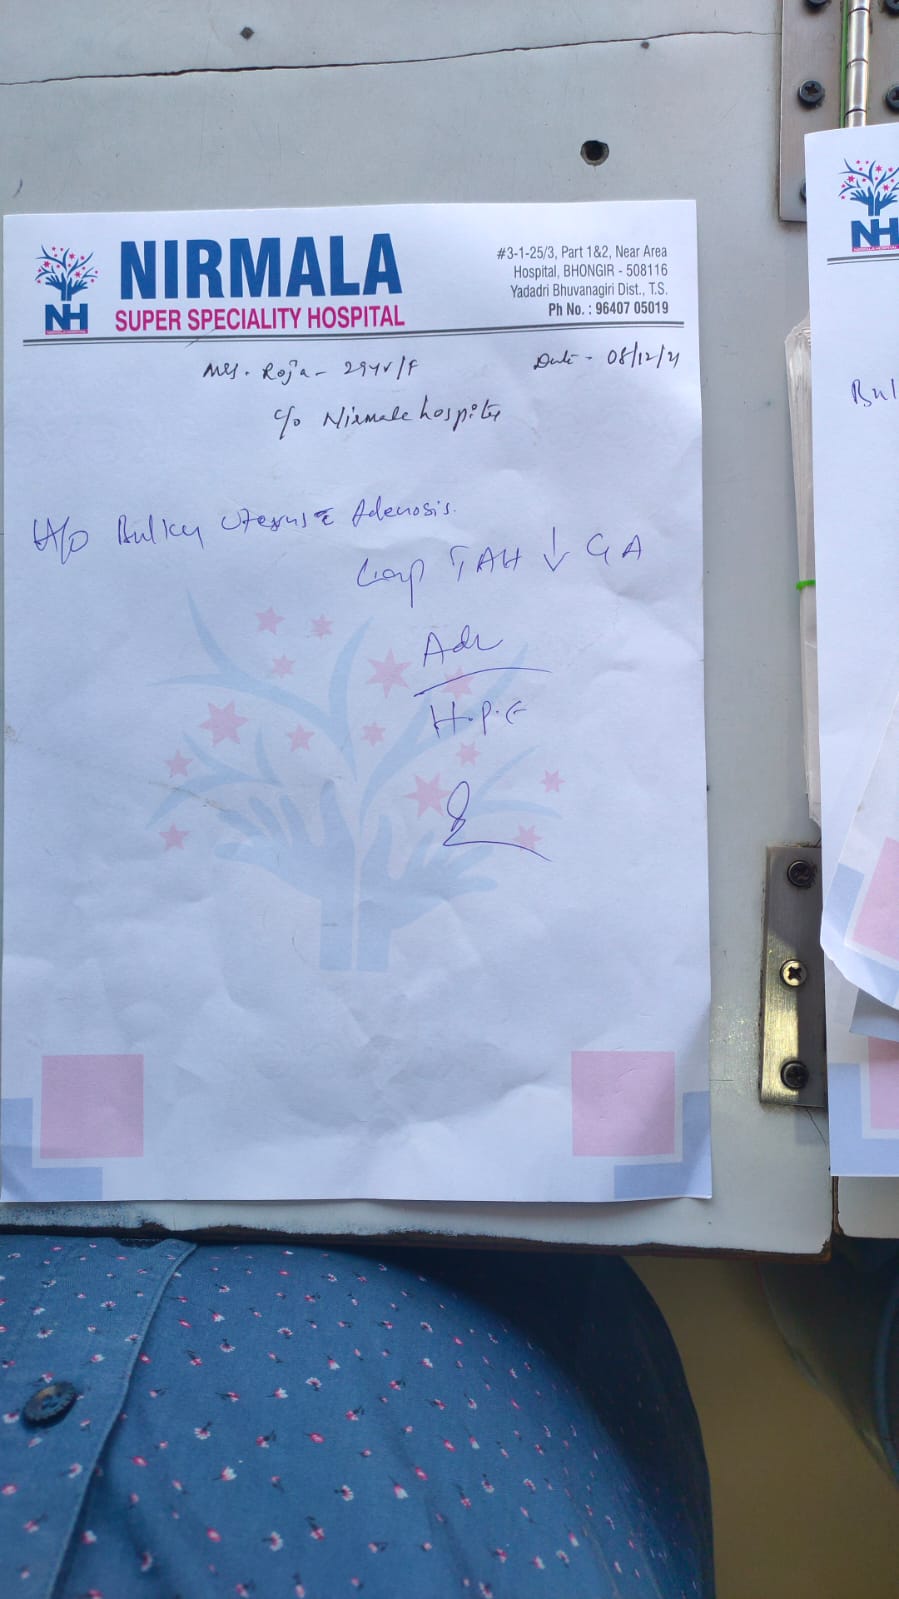 NIRMALA
SUPER SPECIALITY HOSPITAL
NH
#3-1-25/3, Part 1&2, Near Area
Hospital, BHONGIR - 508116
Yadadri Bhuvanagiri Dist., T.S.
Ph No. : 96407 05019
Mrs. Roja - 29yr/F
Date - 08/12/21
c/o Nirmala hospital
H/o Bulky uterus c̄ Adenosis.
Lap TAH ↓ GA
Adv
H.P.E
NH
Bul